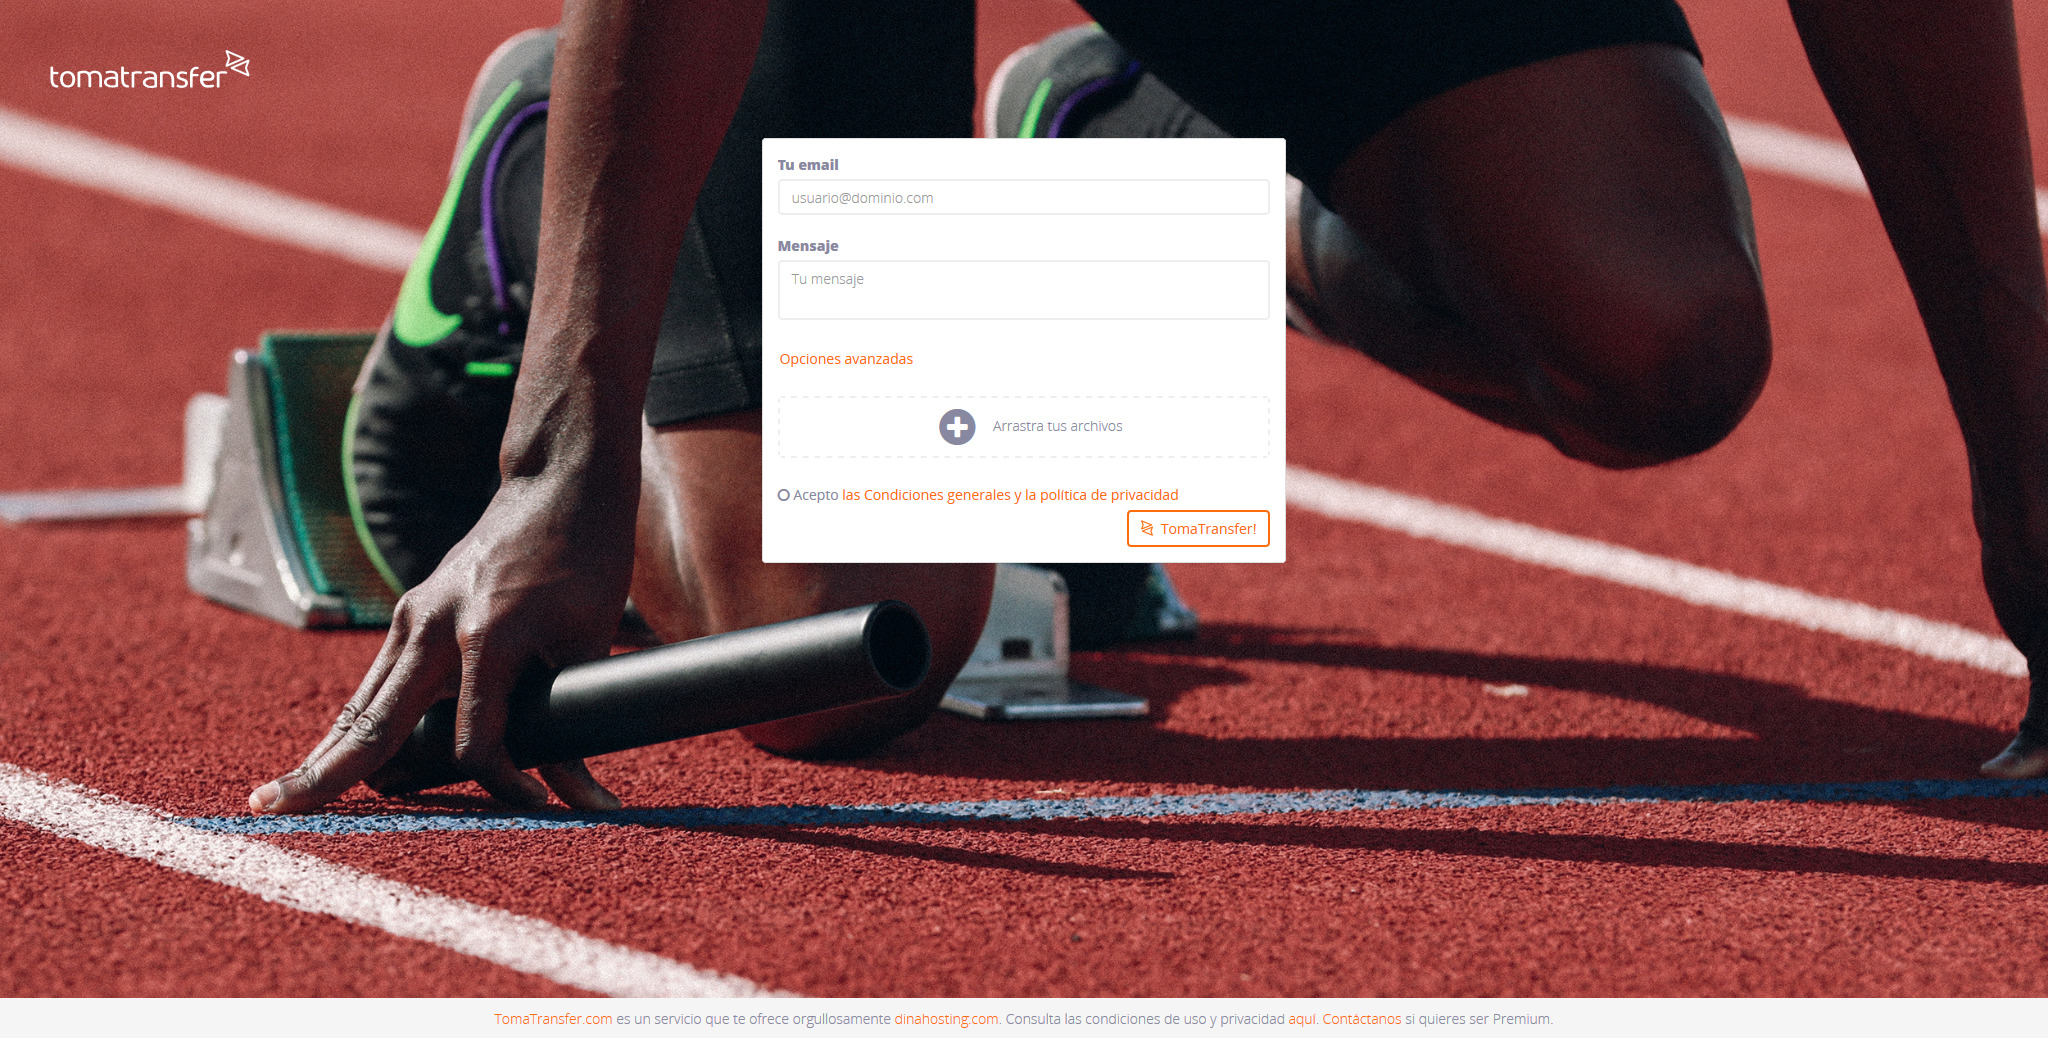 tomatransfer
Tu email
usuario@dominio.com
Mensaje
Tu mensaje
Opciones avanzadas
Arrastra tus archivos
Acepto las Condiciones generales y la política de privacidad
TomaTransfer!
TomaTransfer.com es un servicio que te ofrece orgullosamente dinahosting.com. Consulta las condiciones de uso y privacidad aquí. Contáctanos si quieres ser Premium.